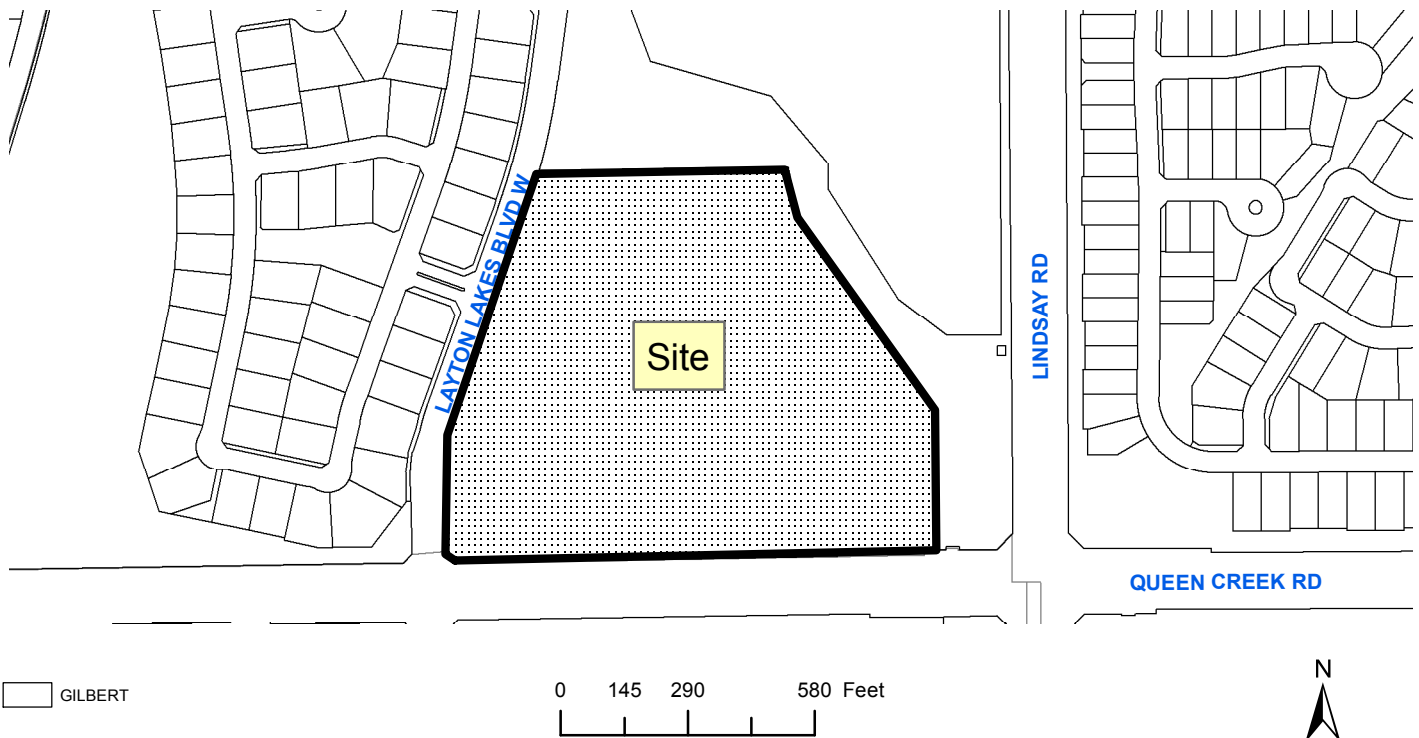 LAYTON LAKES BLVD W
Site
LINDSAY RD
QUEEN CREEK RD
GILBERT
0 145 290 580 Feet
N